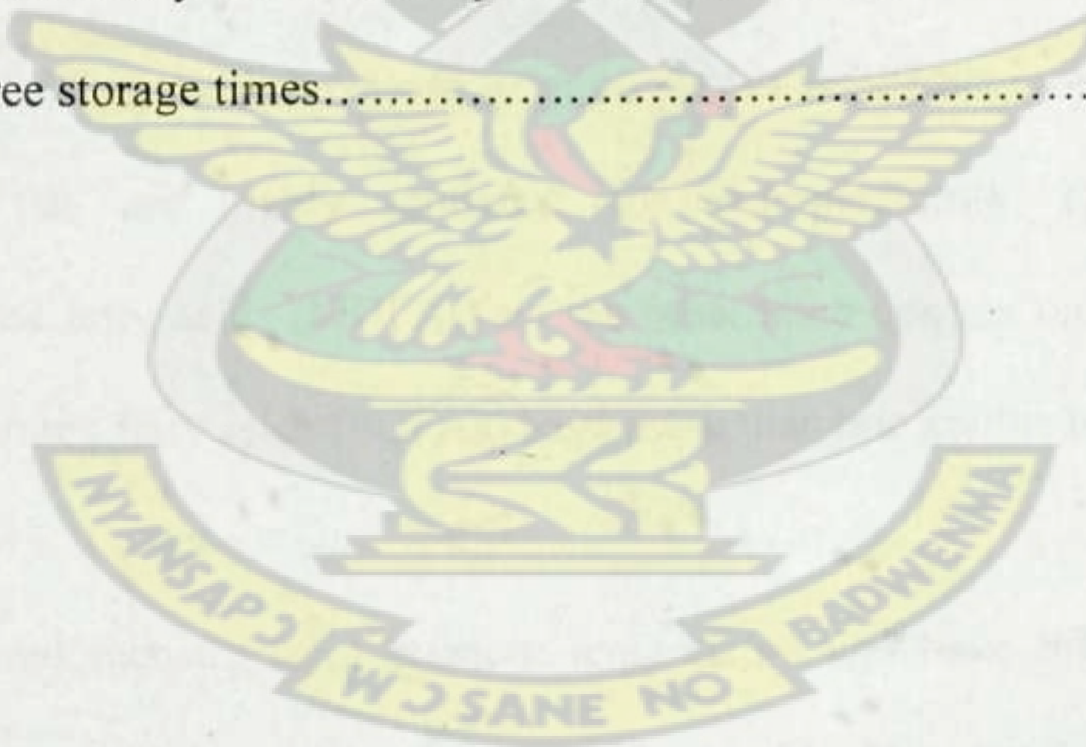 ee storage times...............................................................
NYANSAPƆ
WƆSANE NO
BADWENMA